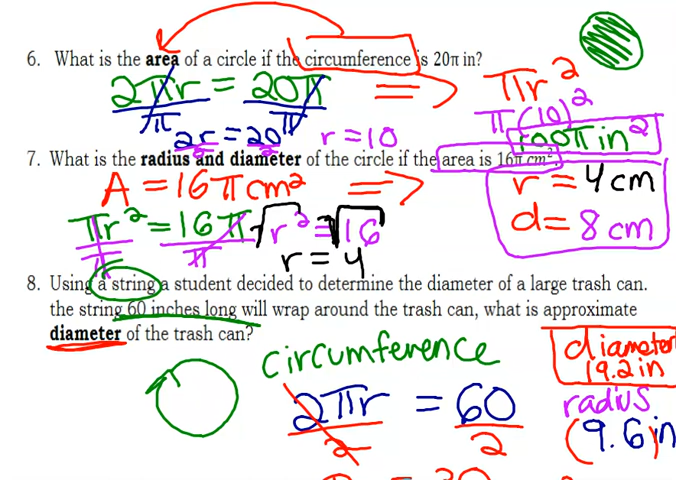 6. What is the area of a circle if the circumference is 20π in?
2πr = 20π ⇒ πr²
π π π(10)²
2r = 20 r = 10 100π in²
2 2
7. What is the radius and diameter of the circle if the area is 16π cm²?
A = 16π cm² ⇒ r = 4 cm
πr² = 16π √r² = √16 d = 8 cm
π π
r = 4
8. Using a string a student decided to determine the diameter of a large trash can.
the string 60 inches long will wrap around the trash can, what is approximate
diameter of the trash can?
circumference diameter
19.2 in
2πr = 60 radius
2 2 (9.6) in
= 30